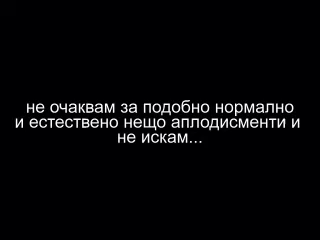 не очаквам за подобно нормално
и естествено нещо аплодисменти и
не искам...